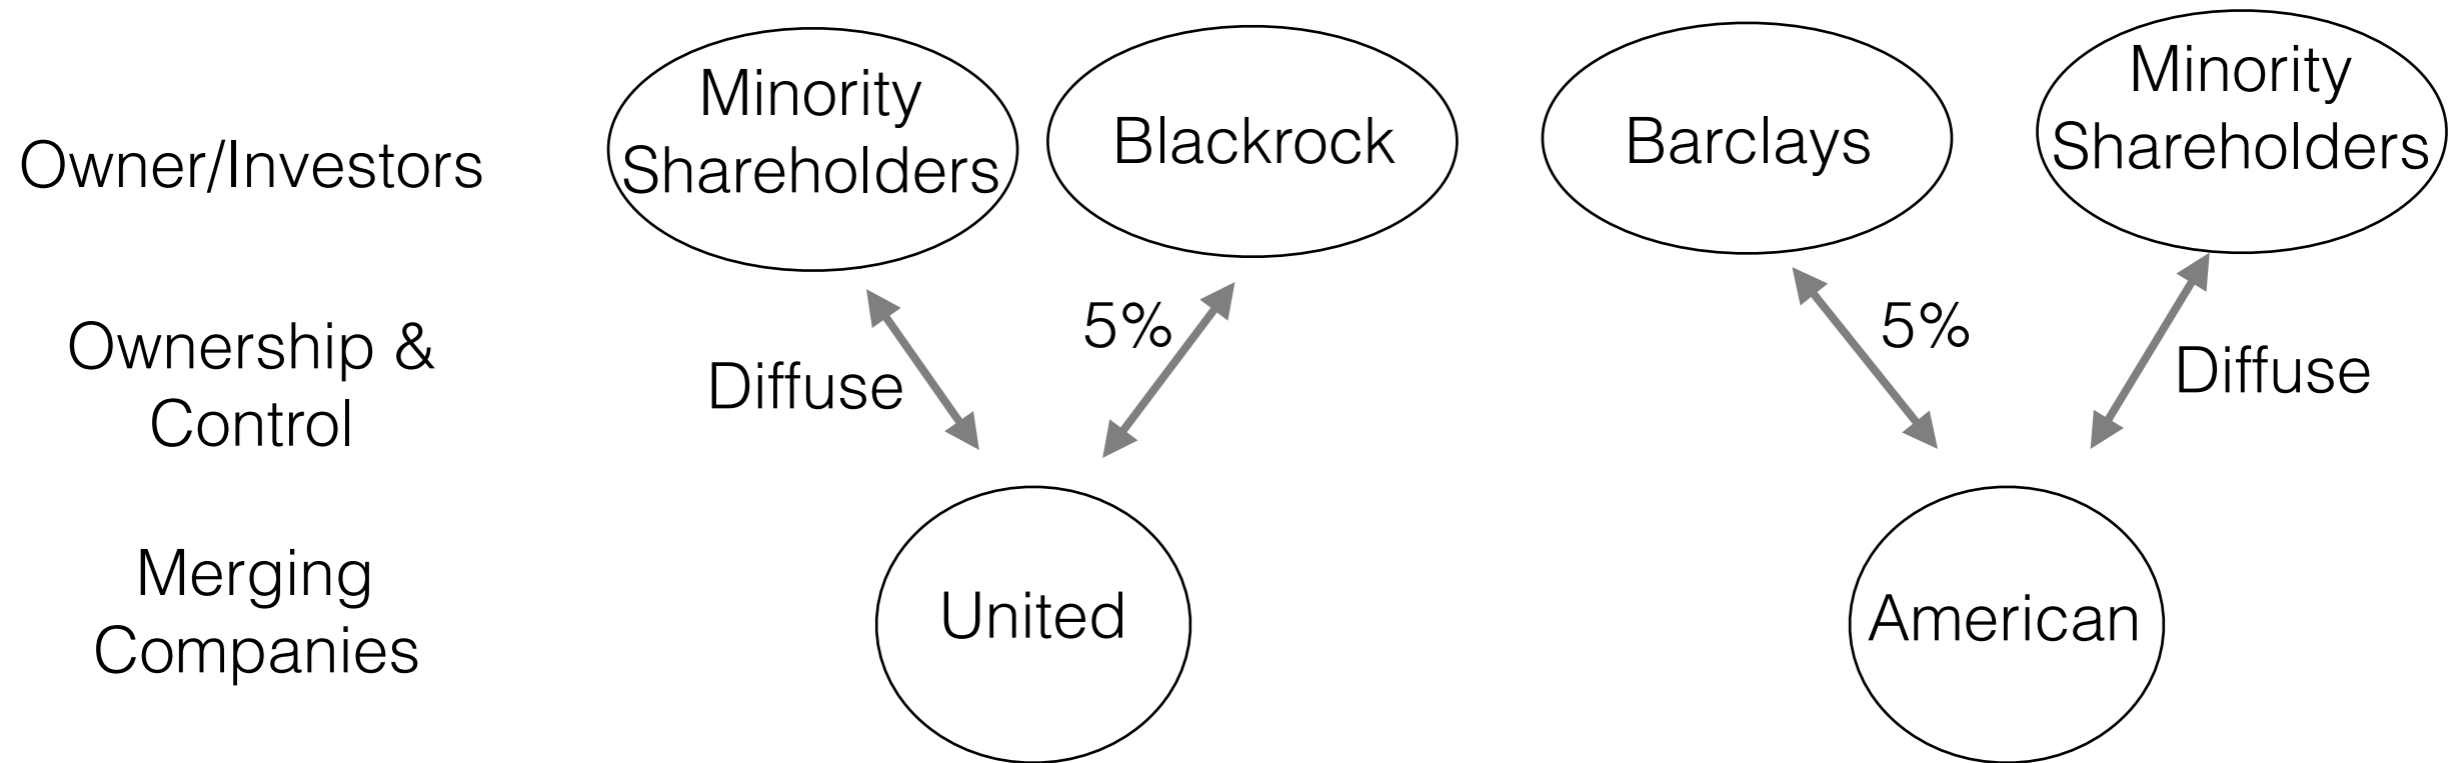 Owner/Investors
Minority
Shareholders
Blackrock
Barclays
Minority
Shareholders
Ownership &
Control
Diffuse
5%
5%
Diffuse
Merging
Companies
United
American